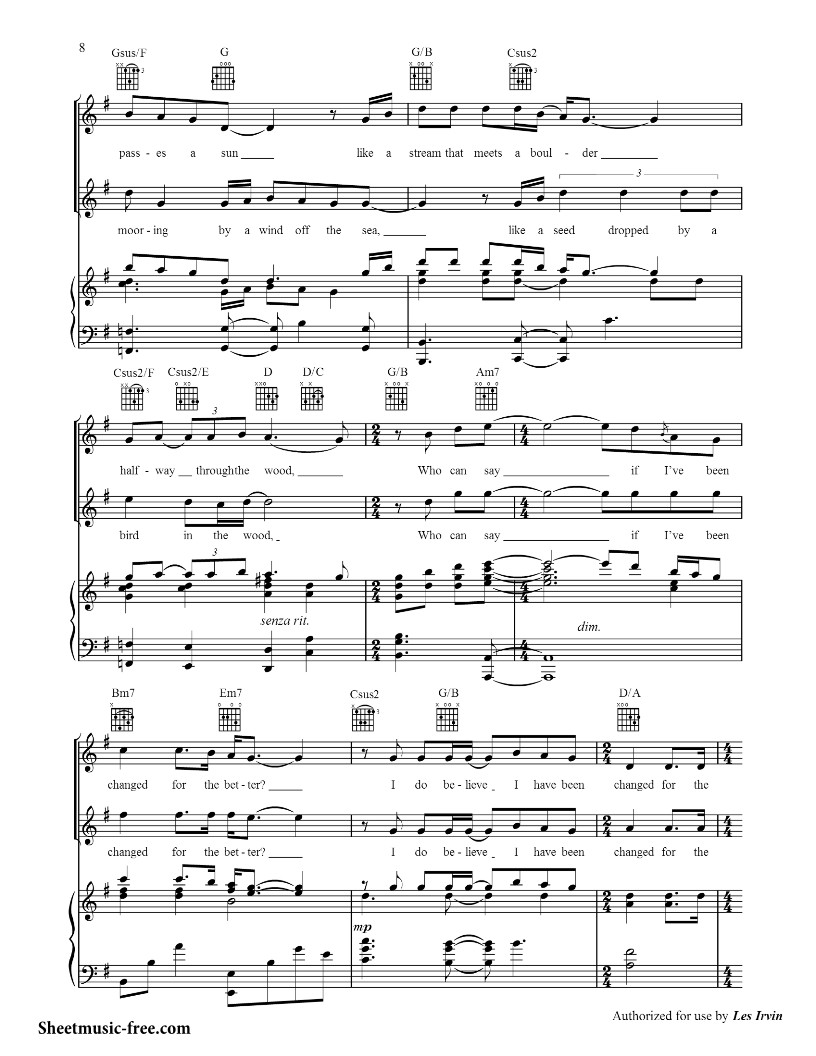 8
Gsus/F G G/B Csus2
pass - es a sun like a stream that meets a boul - der
3
moor - ing by a wind off the sea, like a seed dropped by a
Csus2/F Csus2/E D D/C G/B Am7
3
half - way through the wood, Who can say if I've been
bird in the wood, Who can say if I've been
3
senza rit. dim.
Bm7 Em7 Csus2 G/B D/A
changed for the bet - ter? I do be - lieve I have been changed for the
changed for the bet - ter? I do be - lieve I have been changed for the
mp
Authorized for use by Les Irvin
Sheetmusic-free.com